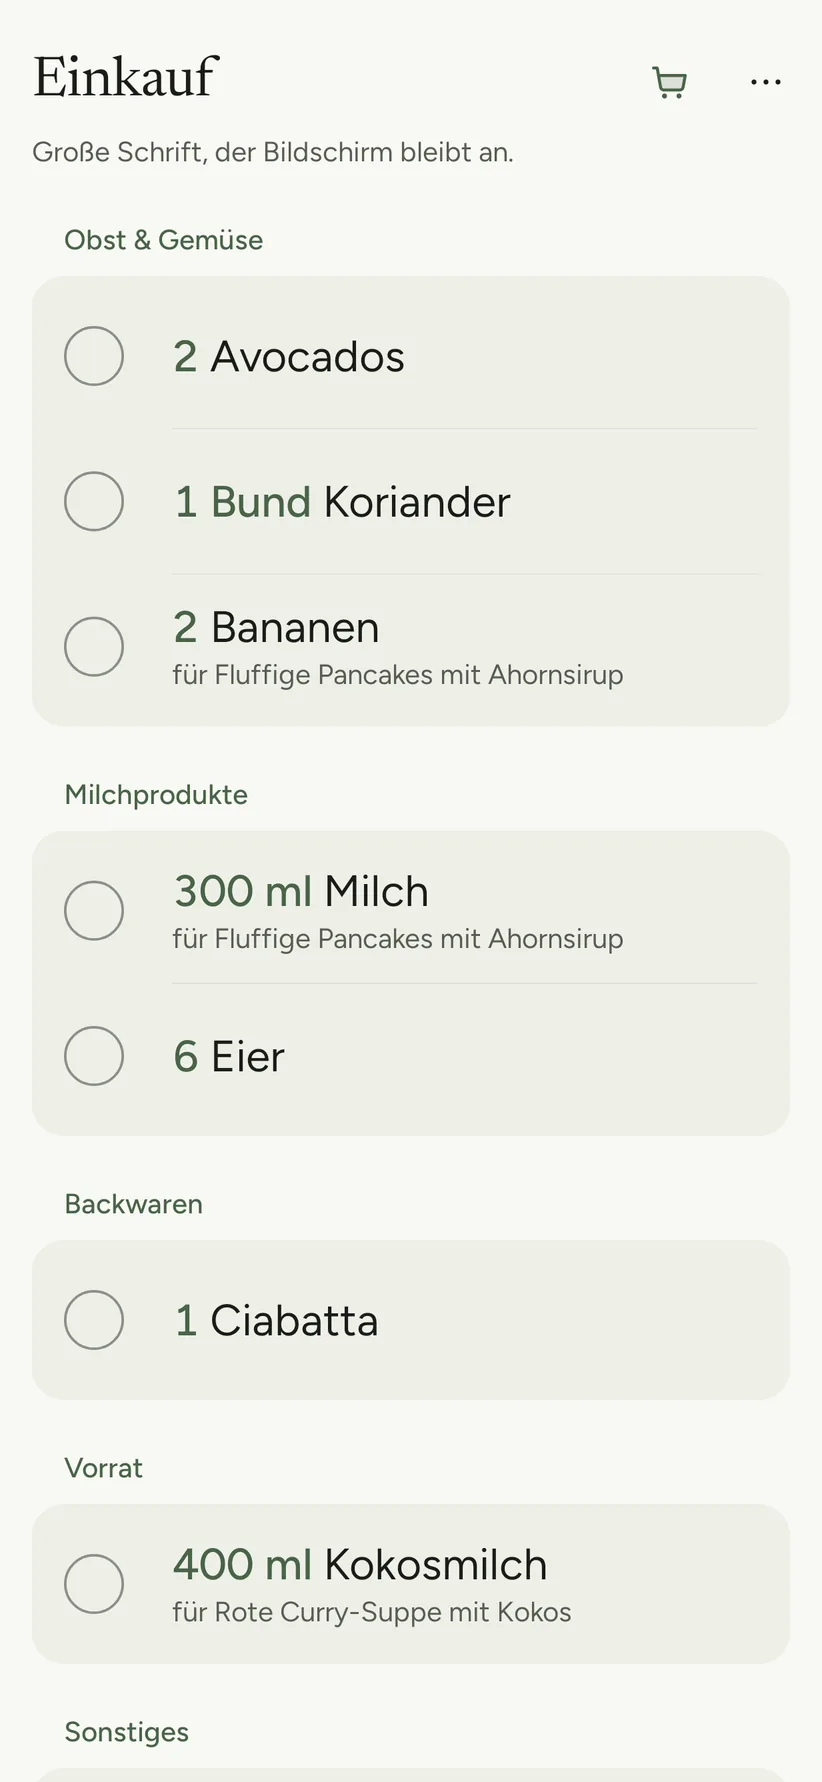 Einkauf
Große Schrift, der Bildschirm bleibt an.
Obst & Gemüse
2 Avocados
1 Bund Koriander
2 Bananen
für Fluffige Pancakes mit Ahornsirup
Milchprodukte
300 ml Milch
für Fluffige Pancakes mit Ahornsirup
6 Eier
Backwaren
1 Ciabatta
Vorrat
400 ml Kokosmilch
für Rote Curry-Suppe mit Kokos
Sonstiges